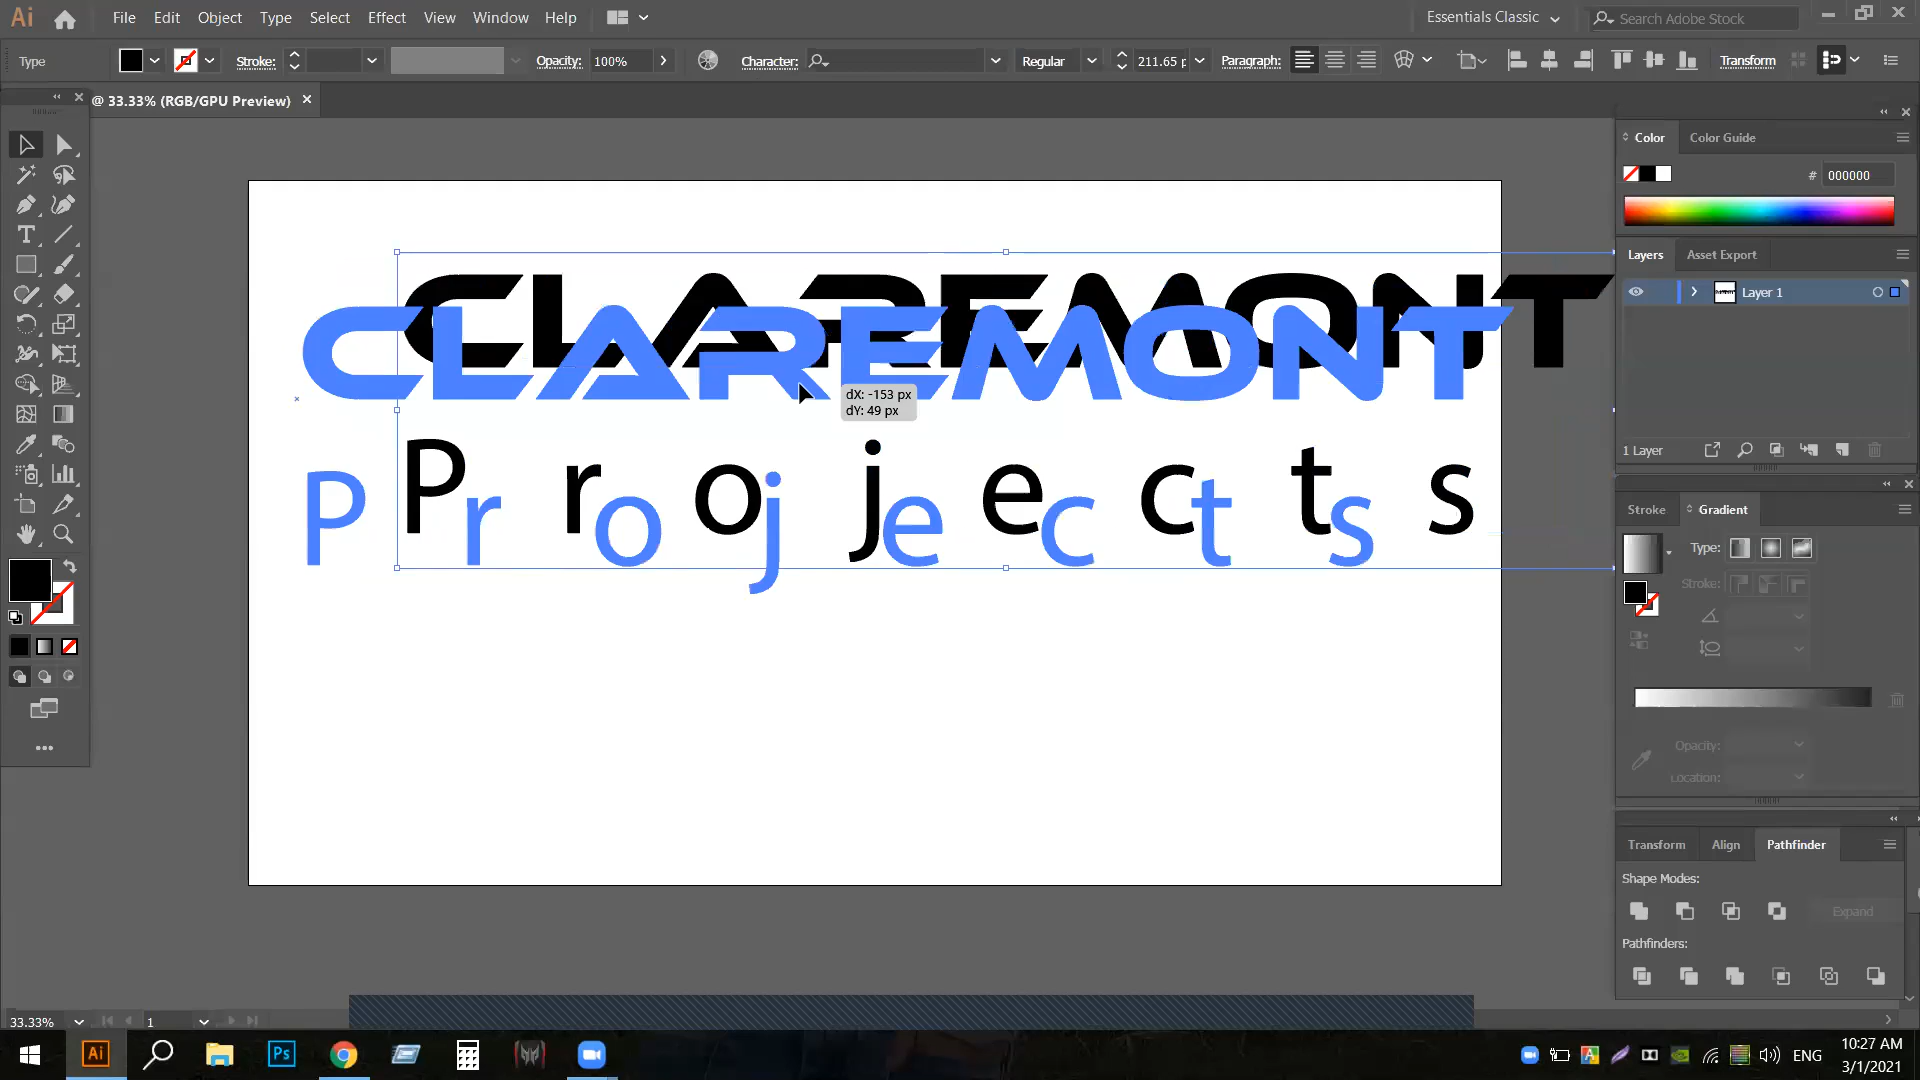 Ai File Edit Object Type Select Effect View Window Help Essentials Classic Search Adobe Stock
Type Stroke: Opacity: 100% Character: Regular 211.65 p Paragraph: Transform
@ 33.33% (RGB/GPU Preview)
Color Color Guide
# 000000
Layers Asset Export
Layer 1
CLAREMONT
CLAREMONT
dX: -153 px
dY: 49 px
Projects
Projects
1 Layer
Stroke Gradient
Type:
Stroke:
Opacity:
Location:
Transform Align Pathfinder
Shape Modes:
Expand
Pathfinders:
33.33% 1
Ai Ps ENG 10:27 AM
3/1/2021